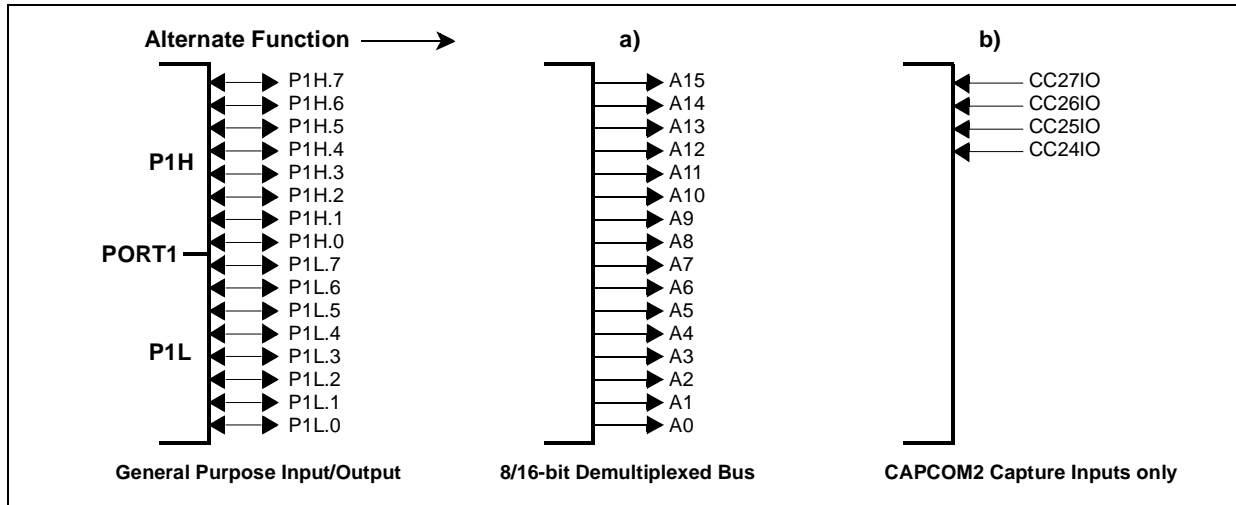 Alternate Function a) b)
P1H.7 A15 CC27IO
P1H.6 A14 CC26IO
P1H.5 A13 CC25IO
P1H.4 A12 CC24IO
P1H P1H.3 A11
P1H.2 A10
P1H.1 A9
P1H.0 A8
PORT1
P1L.7 A7
P1L.6 A6
P1L.5 A5
P1L.4 A4
P1L P1L.3 A3
P1L.2 A2
P1L.1 A1
P1L.0 A0
General Purpose Input/Output 8/16-bit Demultiplexed Bus CAPCOM2 Capture Inputs only